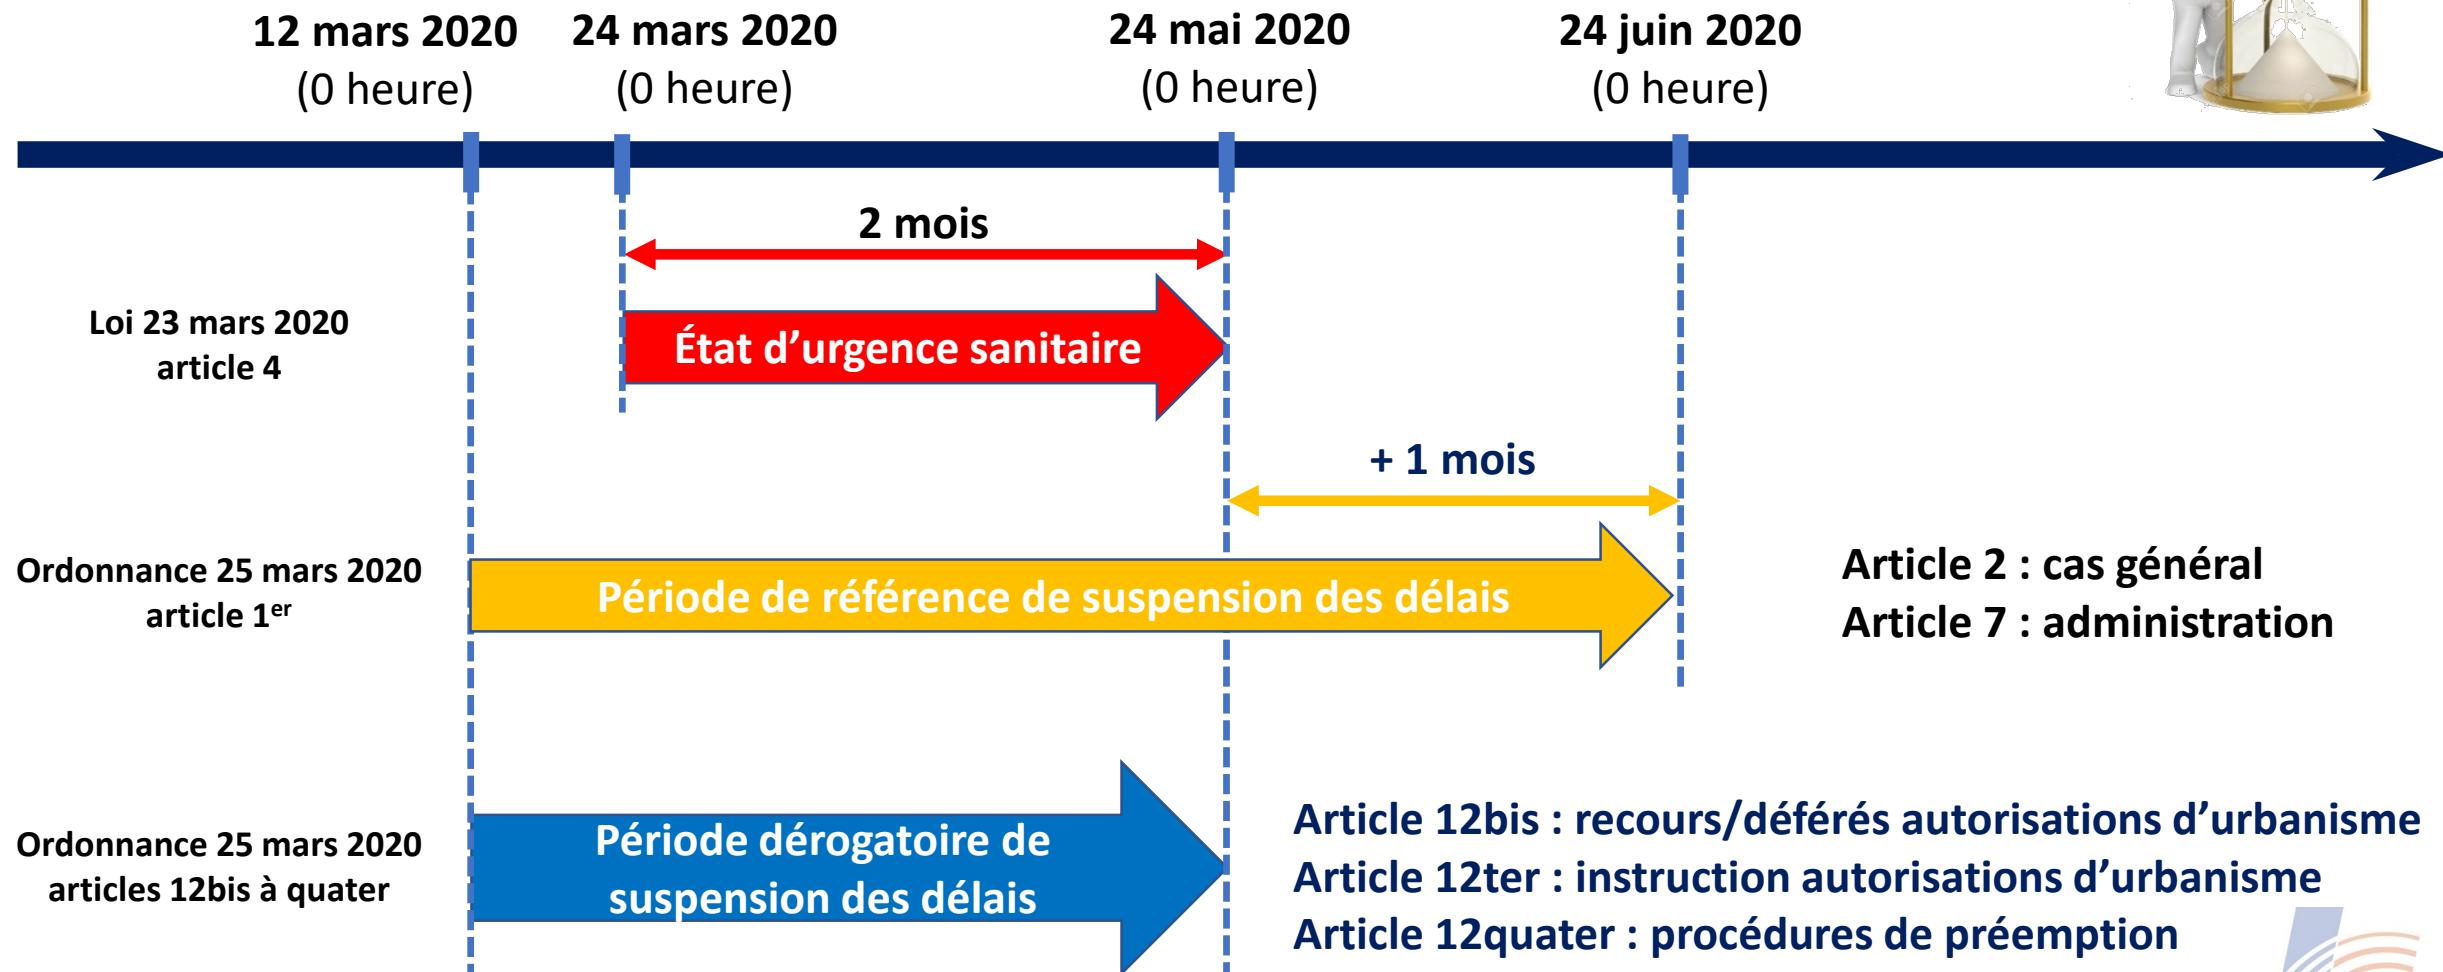 12 mars 2020
(0 heure)
24 mars 2020
(0 heure)
24 mai 2020
(0 heure)
24 juin 2020
(0 heure)
2 mois
Loi 23 mars 2020
article 4
État d’urgence sanitaire
+ 1 mois
Ordonnance 25 mars 2020
article 1er
Période de référence de suspension des délais
Article 2 : cas général
Article 7 : administration
Ordonnance 25 mars 2020
articles 12bis à quater
Période dérogatoire de
suspension des délais
Article 12bis : recours/déférés autorisations d’urbanisme
Article 12ter : instruction autorisations d’urbanisme
Article 12quater : procédures de préemption